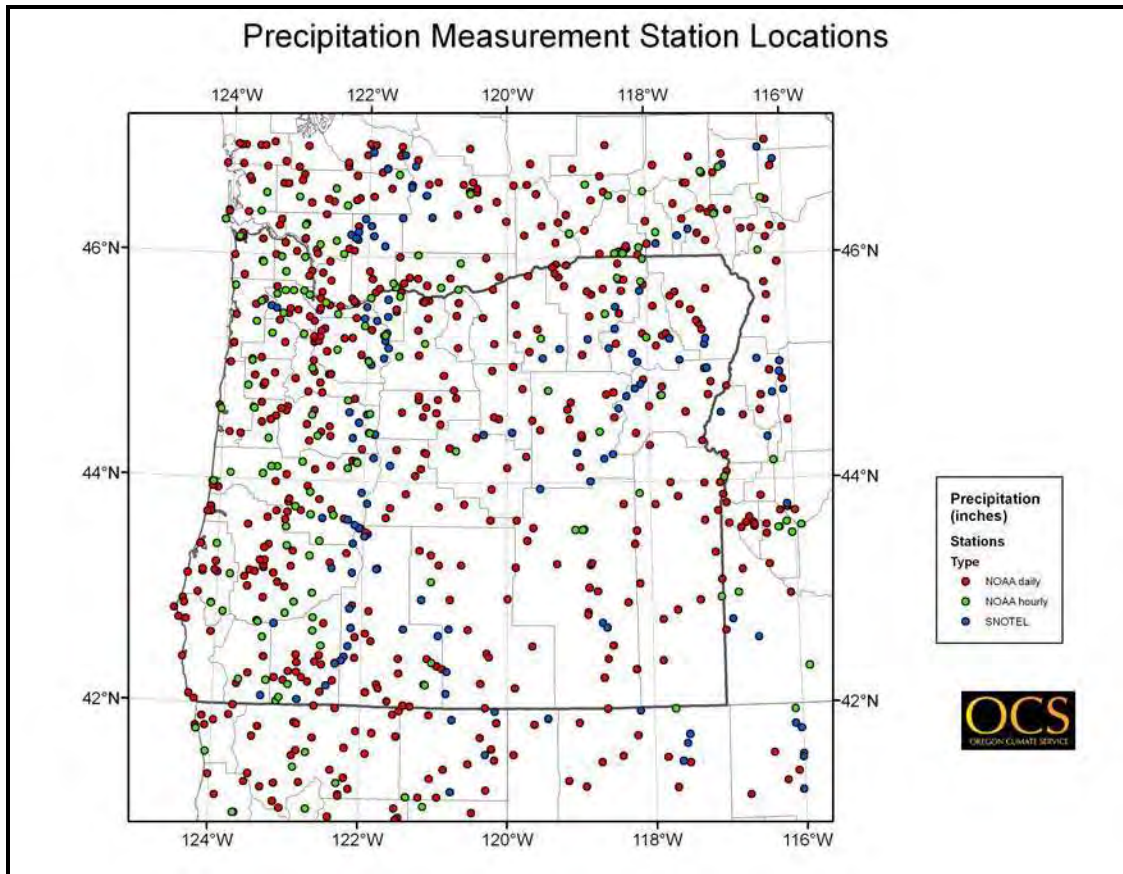 Precipitation Measurement Station Locations
124°W 122°W 120°W 118°W 116°W
46°N 46°N
44°N 44°N
42°N 42°N
124°W 122°W 120°W 118°W 116°W
Precipitation
(inches)
Stations
Type
NOAA daily
NOAA hourly
SNOTEL
OCS
OREGON CLIMATE SERVICE